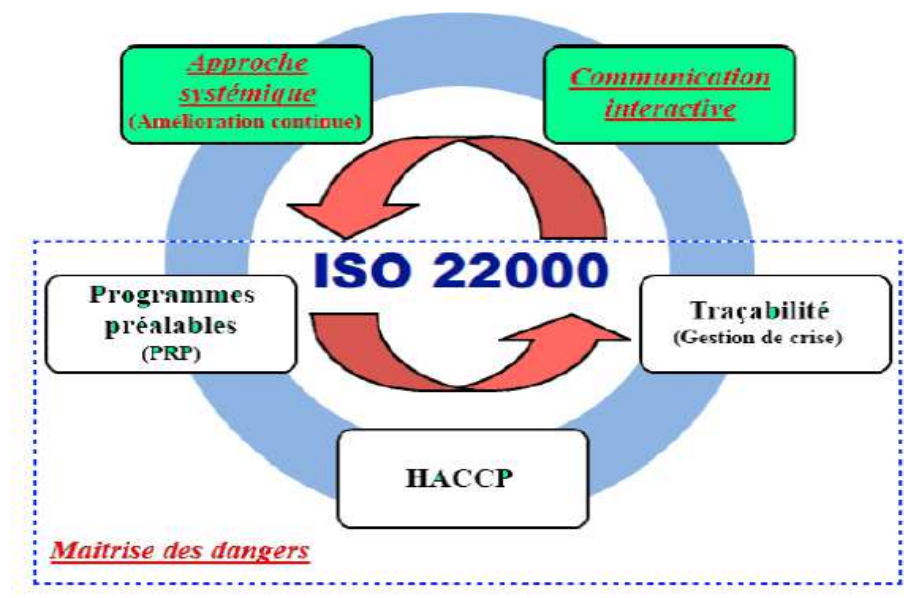 Approche
systémique
(Amélioration continue)
Communication
interactive
ISO 22000
Programmes
préalables
(PRP)
Traçabilité
(Gestion de crise)
HACCP
Maitrise des dangers